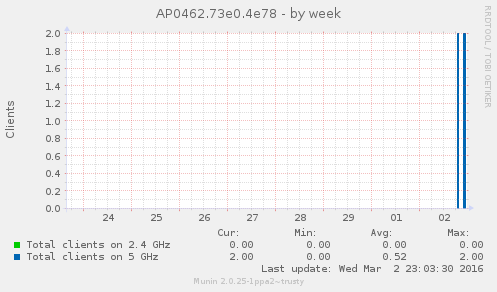 AP0462.73e0.4e78 - by week
RRDTOOL / TOBI OETIKER
Clients
2.0
1.8
1.6
1.4
1.2
1.0
0.8
0.6
0.4
0.2
0.0
24 25 26 27 28 29 01 02
Cur: Min: Avg: Max:
Total clients on 2.4 GHz 0.00 0.00 0.00 0.00
Total clients on 5 GHz 2.00 0.00 0.52 2.00
Last update: Wed Mar 2 23:03:30 2016
Munin 2.0.25-1ppa2~trusty